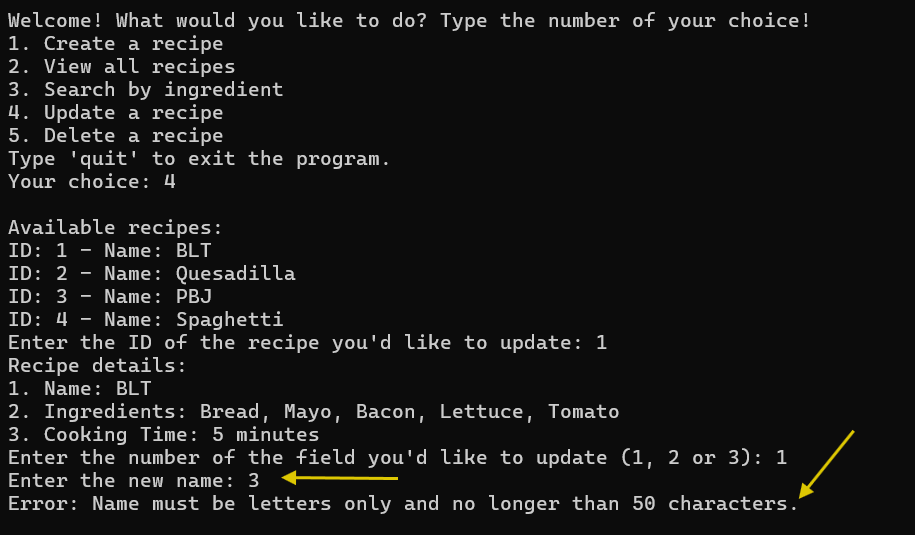 Welcome! What would you like to do? Type the number of your choice!
1. Create a recipe
2. View all recipes
3. Search by ingredient
4. Update a recipe
5. Delete a recipe
Type 'quit' to exit the program.
Your choice: 4
Available recipes:
ID: 1 - Name: BLT
ID: 2 - Name: Quesadilla
ID: 3 - Name: PBJ
ID: 4 - Name: Spaghetti
Enter the ID of the recipe you'd like to update: 1
Recipe details:
1. Name: BLT
2. Ingredients: Bread, Mayo, Bacon, Lettuce, Tomato
3. Cooking Time: 5 minutes
Enter the number of the field you'd like to update (1, 2 or 3): 1
Enter the new name: 3
Error: Name must be letters only and no longer than 50 characters.